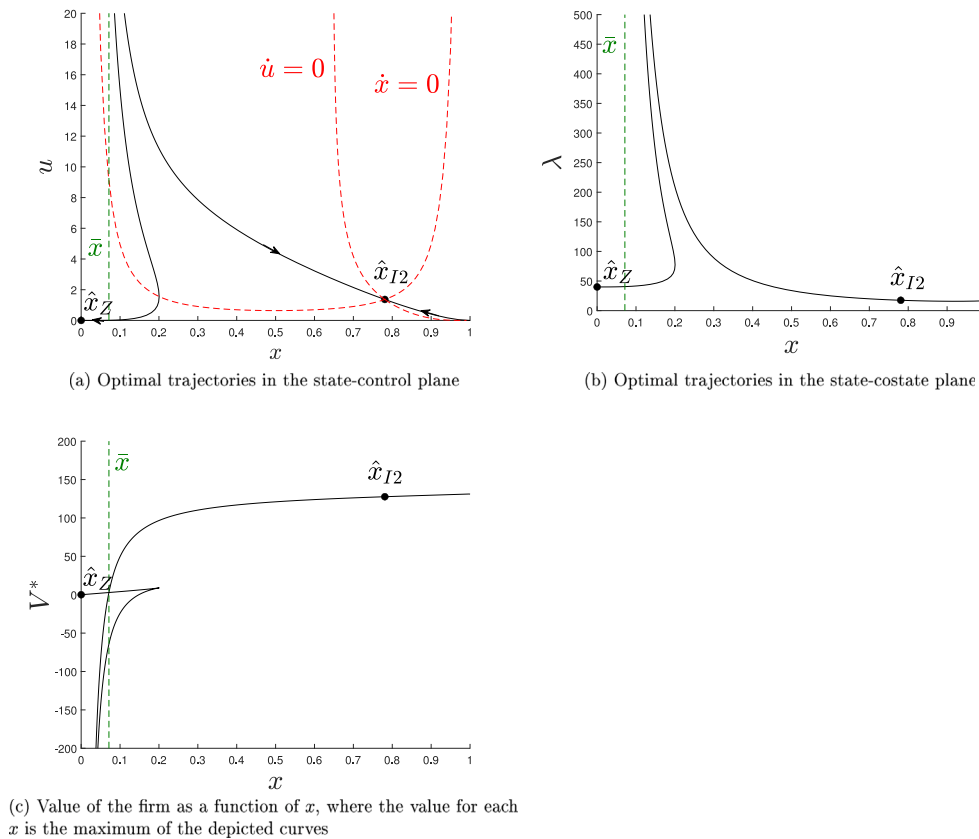 20
18
16
14
12
10
8
6
4
2
0
u
x̄
u̇ = 0
ẋ = 0
x̂_Z
x̂_{I2}
0 0.1 0.2 0.3 0.4 0.5 0.6 0.7 0.8 0.9 1
x
(a) Optimal trajectories in the state-control plane
500
450
400
350
300
250
200
150
100
50
0
λ
x̄
x̂_Z
x̂_{I2}
0 0.1 0.2 0.3 0.4 0.5 0.6 0.7 0.8 0.9
x
(b) Optimal trajectories in the state-costate plane
200
150
100
50
0
-50
-100
-150
-200
V*
x̄
x̂_{I2}
x̂_Z
0 0.1 0.2 0.3 0.4 0.5 0.6 0.7 0.8 0.9 1
x
(c) Value of the firm as a function of x, where the value for each
x is the maximum of the depicted curves